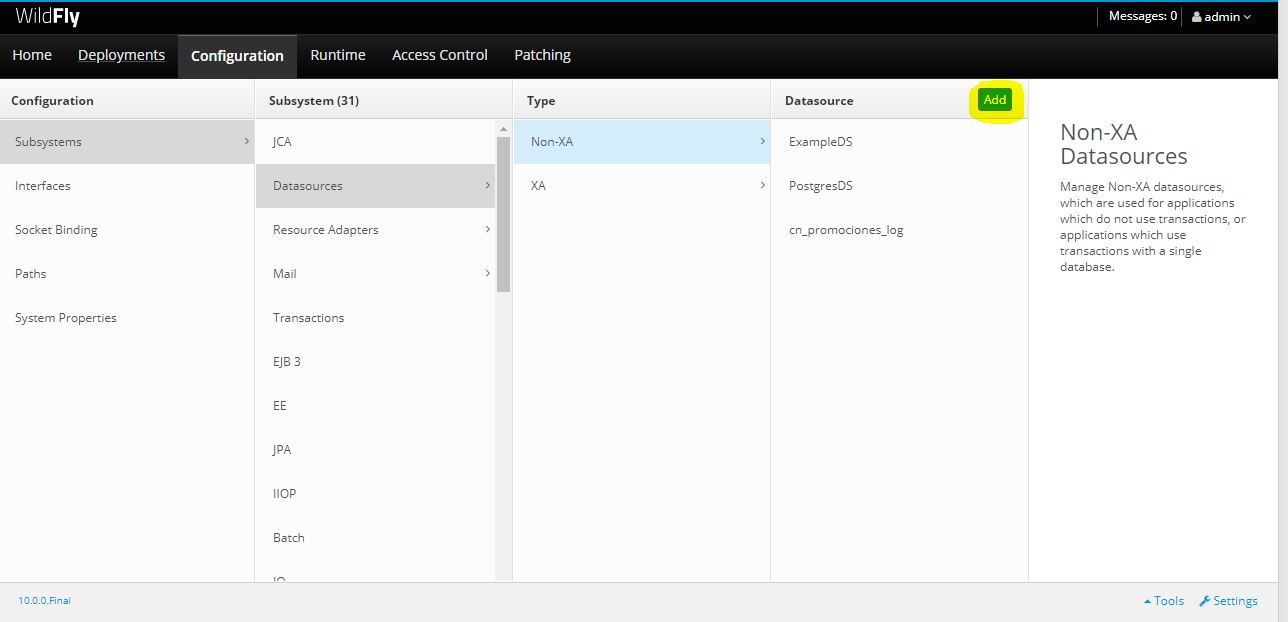 WildFly
Messages: 0
admin
Home
Deployments
Configuration
Runtime
Access Control
Patching
Configuration
Subsystems
Interfaces
Socket Binding
Paths
System Properties
Subsystem (31)
JCA
Datasources
Resource Adapters
Mail
Transactions
EJB 3
EE
JPA
IIOP
Batch
IO
Type
Non-XA
XA
Datasource
Add
ExampleDS
PostgresDS
cn_promociones_log
Non-XA
Datasources
Manage Non-XA datasources,
which are used for applications
which do not use transactions, or
applications which use
transactions with a single
database.
10.0.0.Final
Tools
Settings